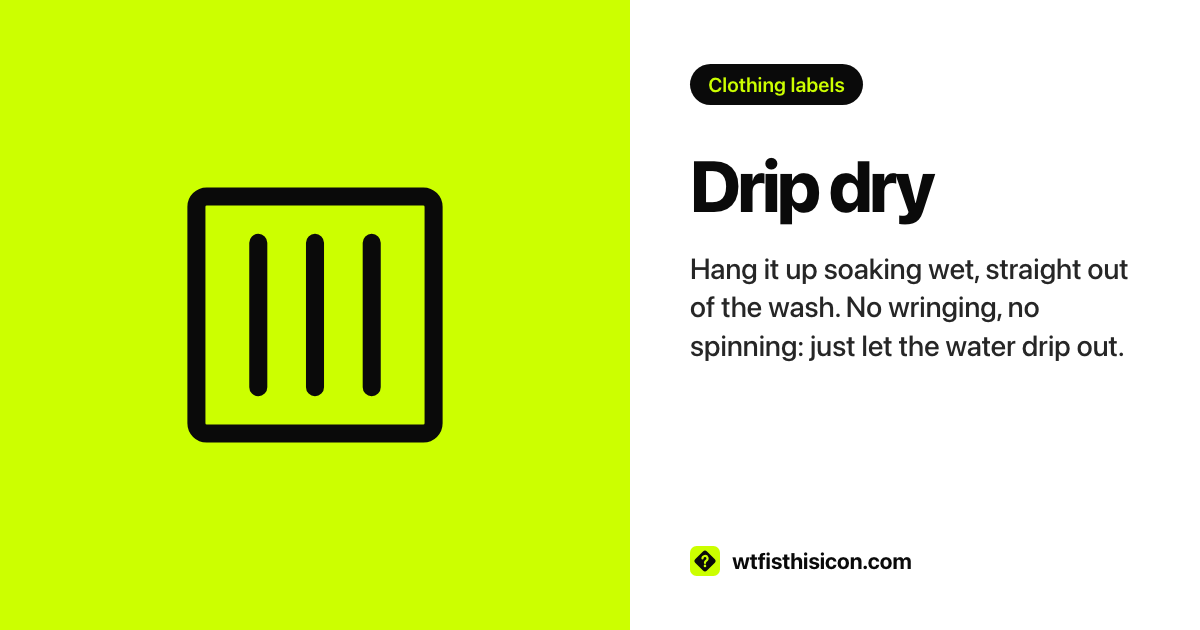 Clothing labels
Drip dry
Hang it up soaking wet, straight out
of the wash. No wringing, no
spinning: just let the water drip out.
?
wtfisthisicon.com